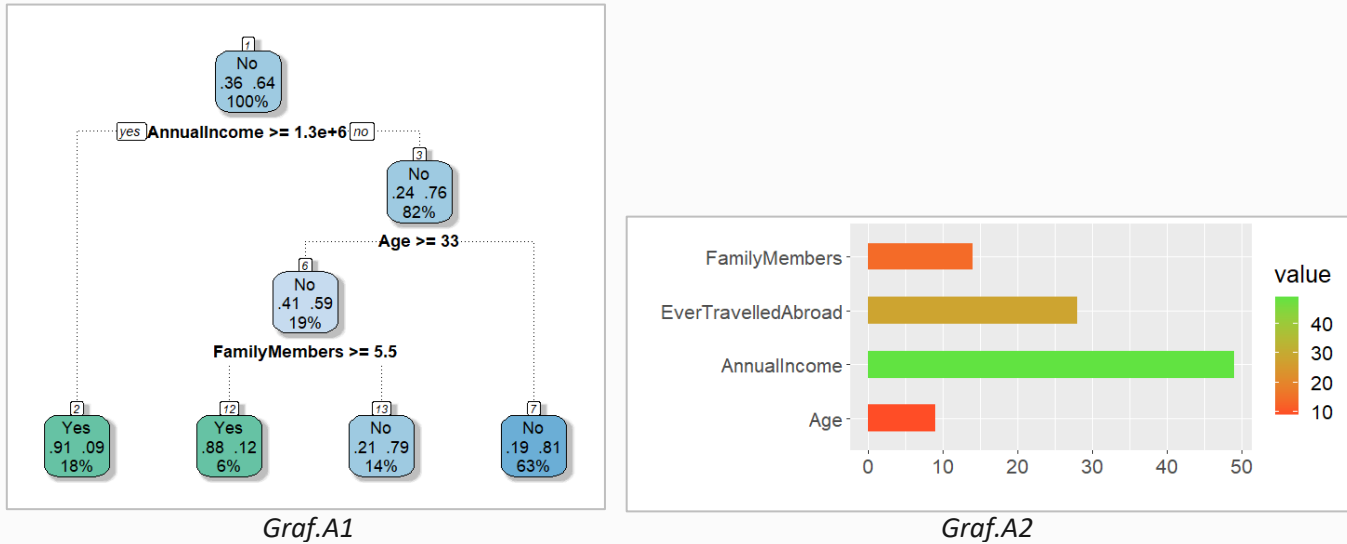 1
No
.36 .64
100%
yes AnnualIncome >= 1.3e+6 no
3
No
.24 .76
82%
Age >= 33
6
No
.41 .59
19%
FamilyMembers >= 5.5
2
Yes
.91 .09
18%
12
Yes
.88 .12
6%
13
No
.21 .79
14%
7
No
.19 .81
63%
Graf.A1
FamilyMembers
EverTravelledAbroad
AnnualIncome
Age
0 10 20 30 40 50
value
40
30
20
10
Graf.A2